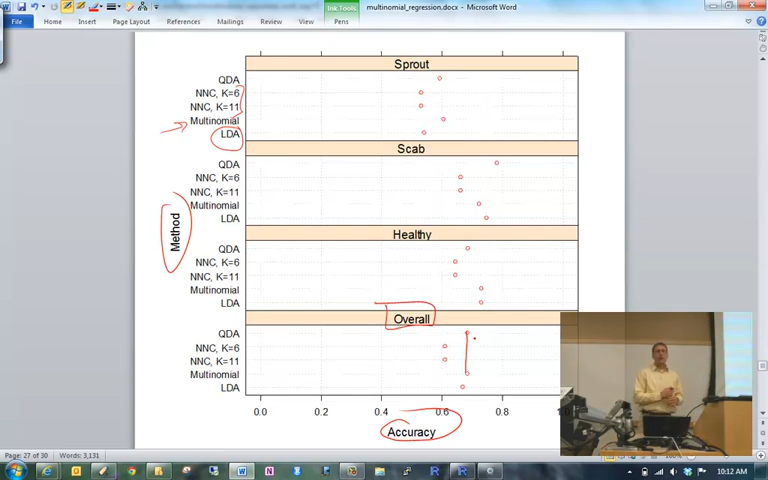 Ink Tools
multinomial_regression.docx - Microsoft Word
File
Home
Insert
Page Layout
References
Mailings
Review
View
Pens
Sprout
QDA
NNC, K=6
NNC, K=11
Multinomial
LDA
Scab
QDA
NNC, K=6
NNC, K=11
Multinomial
LDA
Method
Healthy
QDA
NNC, K=6
NNC, K=11
Multinomial
LDA
Overall
QDA
NNC, K=6
NNC, K=11
Multinomial
LDA
0.0 0.2 0.4 0.6 0.8
Accuracy
Page: 27 of 30 Words: 3,131
10:12 AM